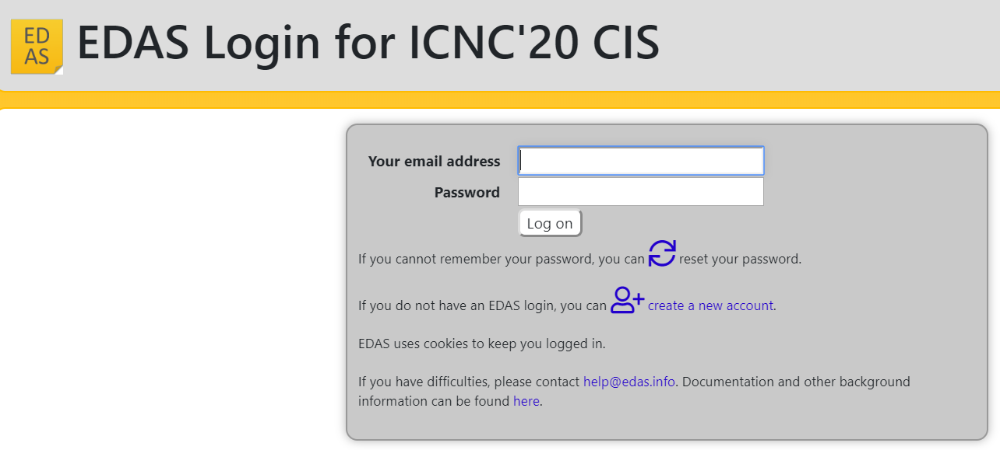 ED
AS
EDAS Login for ICNC'20 CIS
Your email address
Password
Log on
If you cannot remember your password, you can reset your password.
If you do not have an EDAS login, you can create a new account.
EDAS uses cookies to keep you logged in.
If you have difficulties, please contact help@edas.info. Documentation and other background
information can be found here.